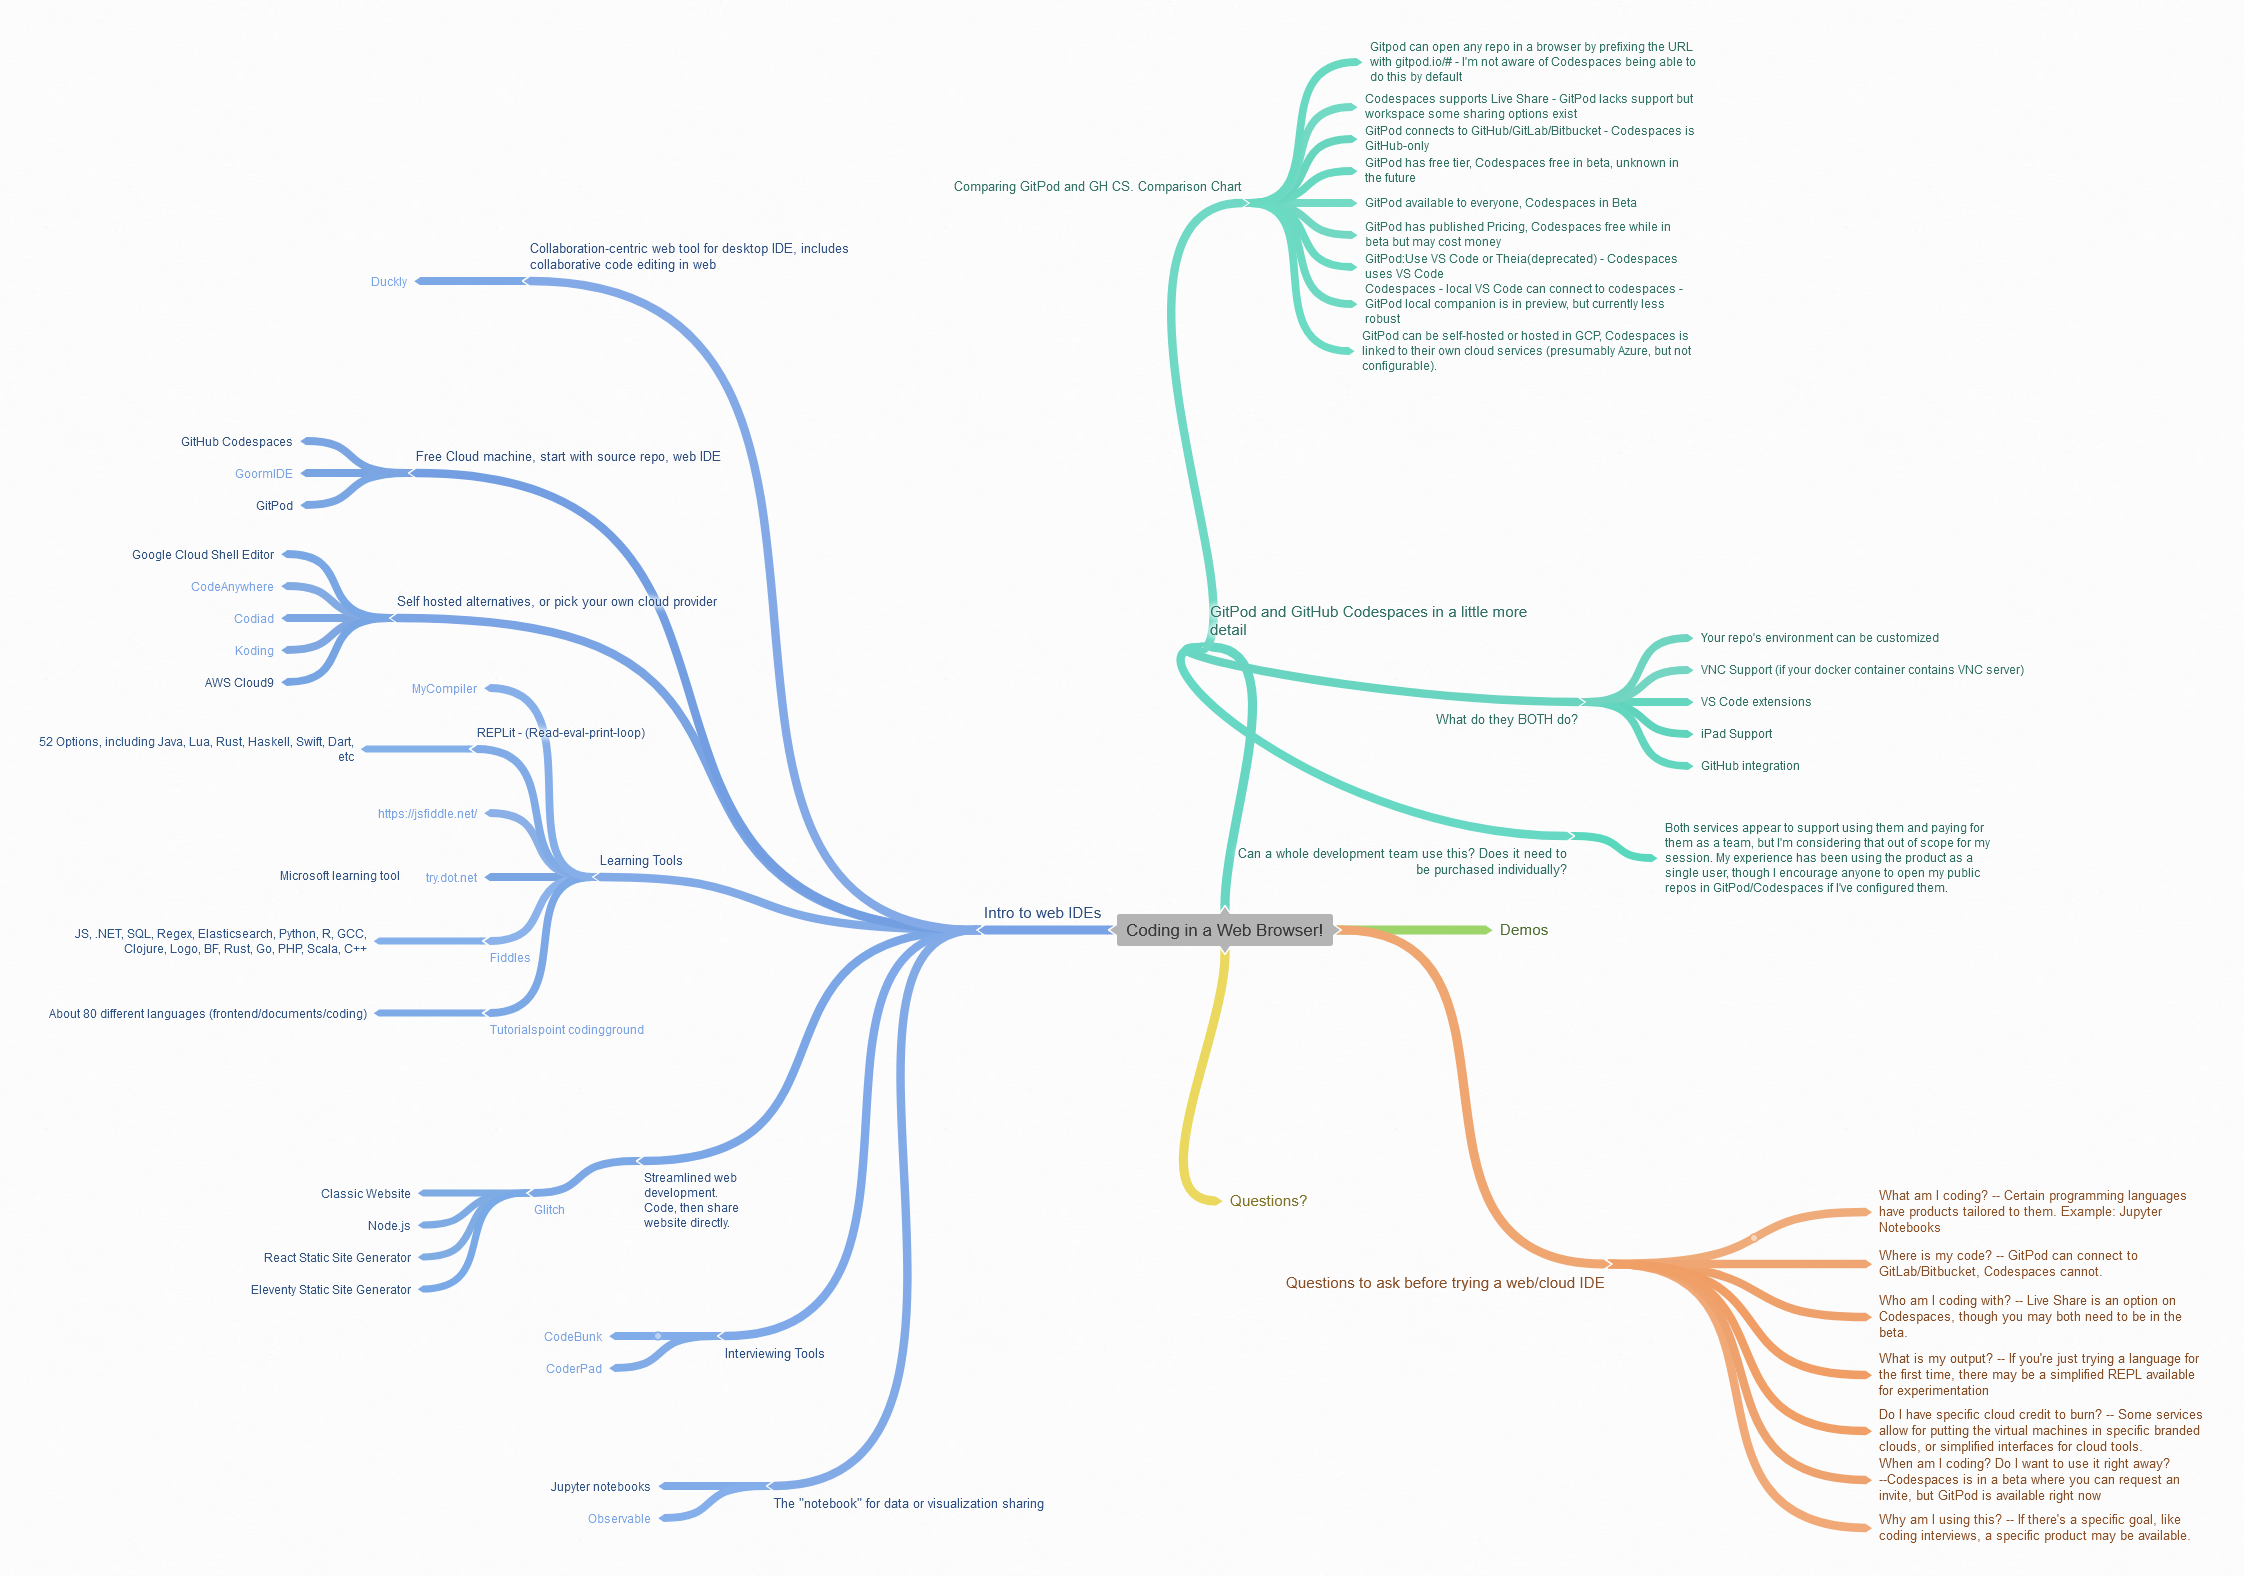 Gitpod can open any repo in a browser by prefixing the URL
with gitpod.io/# - I'm not aware of Codespaces being able to
do this by default
Codespaces supports Live Share - GitPod lacks support but
workspace some sharing options exist
GitPod connects to GitHub/GitLab/Bitbucket - Codespaces is
GitHub-only
GitPod has free tier, Codespaces free in beta, unknown in
the future
Comparing GitPod and GH CS. Comparison Chart
GitPod available to everyone, Codespaces in Beta
GitPod has published Pricing, Codespaces free while in
beta but may cost money
GitPod:Use VS Code or Theia(deprecated) - Codespaces
uses VS Code
Codespaces - local VS Code can connect to codespaces -
GitPod local companion is in preview, but currently less
robust
GitPod can be self-hosted or hosted in GCP, Codespaces is
linked to their own cloud services (presumably Azure, but not
configurable).
Collaboration-centric web tool for desktop IDE, includes
collaborative code editing in web
Duckly
Free Cloud machine, start with source repo, web IDE
GitHub Codespaces
GoormIDE
GitPod
Self hosted alternatives, or pick your own cloud provider
Google Cloud Shell Editor
CodeAnywhere
Codiad
Koding
AWS Cloud9
Learning Tools
MyCompiler
REPLit - (Read-eval-print-loop)
52 Options, including Java, Lua, Rust, Haskell, Swift, Dart,
etc
https://jsfiddle.net/
try.dot.net
Microsoft learning tool
Fiddles
JS, .NET, SQL, Regex, Elasticsearch, Python, R, GCC,
Clojure, Logo, BF, Rust, Go, PHP, Scala, C++
Tutorialspoint codingground
About 80 different languages (frontend/documents/coding)
Intro to web IDEs
Coding in a Web Browser!
Demos
GitPod and GitHub Codespaces in a little more
detail
What do they BOTH do?
Your repo's environment can be customized
VNC Support (if your docker container contains VNC server)
VS Code extensions
iPad Support
GitHub integration
Can a whole development team use this? Does it need to
be purchased individually?
Both services appear to support using them and paying for
them as a team, but I'm considering that out of scope for my
session. My experience has been using the product as a
single user, though I encourage anyone to open my public
repos in GitPod/Codespaces if I've configured them.
Streamlined web
development.
Code, then share
website directly.
Glitch
Classic Website
Node.js
React Static Site Generator
Eleventy Static Site Generator
Interviewing Tools
CodeBunk
CoderPad
The "notebook" for data or visualization sharing
Jupyter notebooks
Observable
Questions?
Questions to ask before trying a web/cloud IDE
What am I coding? -- Certain programming languages
have products tailored to them. Example: Jupyter
Notebooks
Where is my code? -- GitPod can connect to
GitLab/Bitbucket, Codespaces cannot.
Who am I coding with? -- Live Share is an option on
Codespaces, though you may both need to be in the
beta.
What is my output? -- If you're just trying a language for
the first time, there may be a simplified REPL available
for experimentation
Do I have specific cloud credit to burn? -- Some services
allow for putting the virtual machines in specific branded
clouds, or simplified interfaces for cloud tools.
When am I coding? Do I want to use it right away?
--Codespaces is in a beta where you can request an
invite, but GitPod is available right now
Why am I using this? -- If there's a specific goal, like
coding interviews, a specific product may be available.